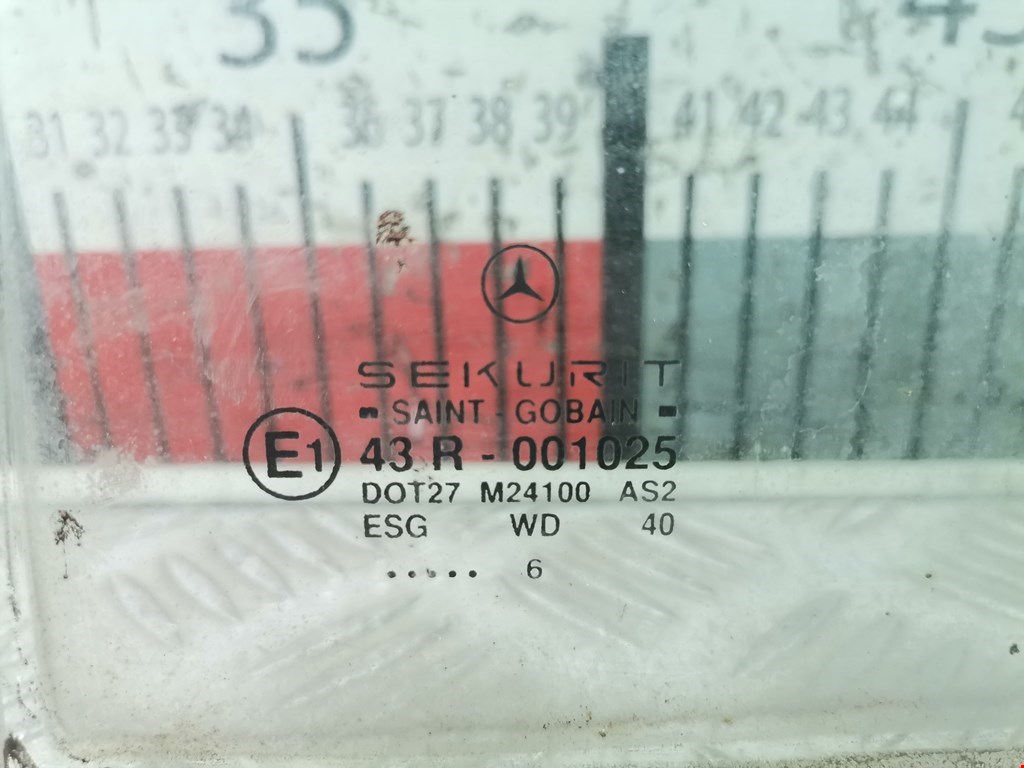 35 45
31 32 33 34 36 37 38 39 41 42 43 44
SEKURIT
- SAINT - GOBAIN -
E1 43 R - 001025
DOT27 M24100 AS2
ESG WD 40
..... 6